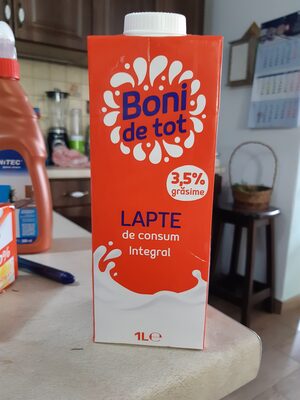 Boni
de tot
3,5%
grăsime
LAPTE
de consum
Integral
1L℮